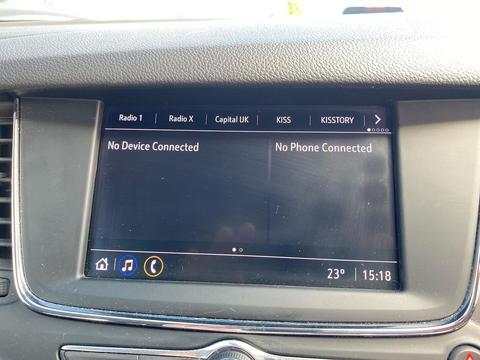 Radio 1 Radio X Capital UK KISS KISSTORY
No Device Connected No Phone Connected
23° 15:18